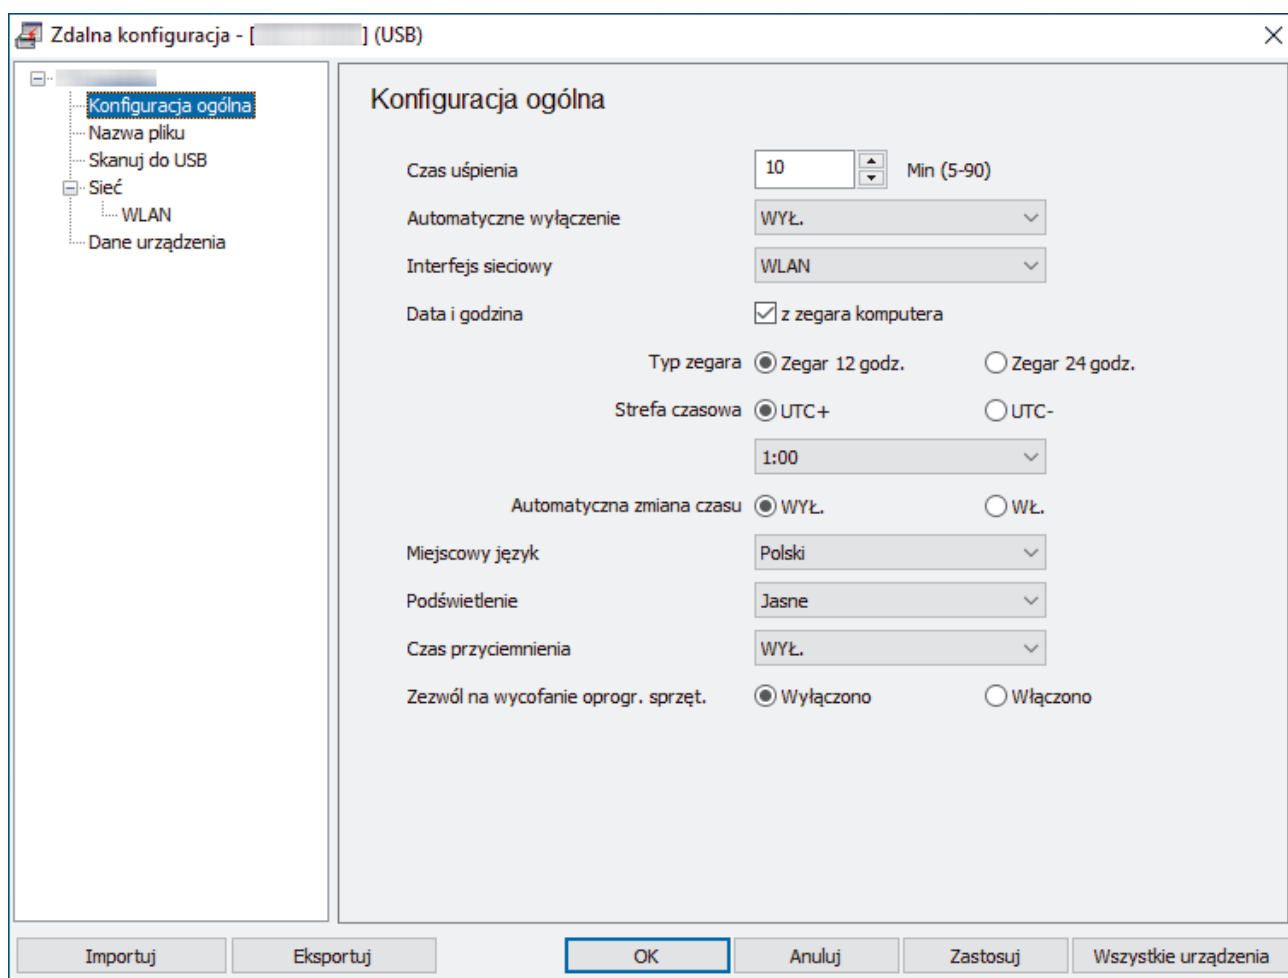 Zdalna konfiguracja - [ ] (USB)
Konfiguracja ogólna
Nazwa pliku
Skanuj do USB
Sieć
WLAN
Dane urządzenia
Konfiguracja ogólna
Czas uśpienia 10 Min (5-90)
Automatyczne wyłączenie WYŁ.
Interfejs sieciowy WLAN
Data i godzina z zegara komputera
Typ zegara Zegar 12 godz. Zegar 24 godz.
Strefa czasowa UTC+ UTC-
1:00
Automatyczna zmiana czasu WYŁ. WŁ.
Miejscowy język Polski
Podświetlenie Jasne
Czas przyciemnienia WYŁ.
Zezwól na wycofanie oprogr. sprzęt. Wyłączono Włączono
Importuj Eksportuj OK Anuluj Zastosuj Wszystkie urządzenia